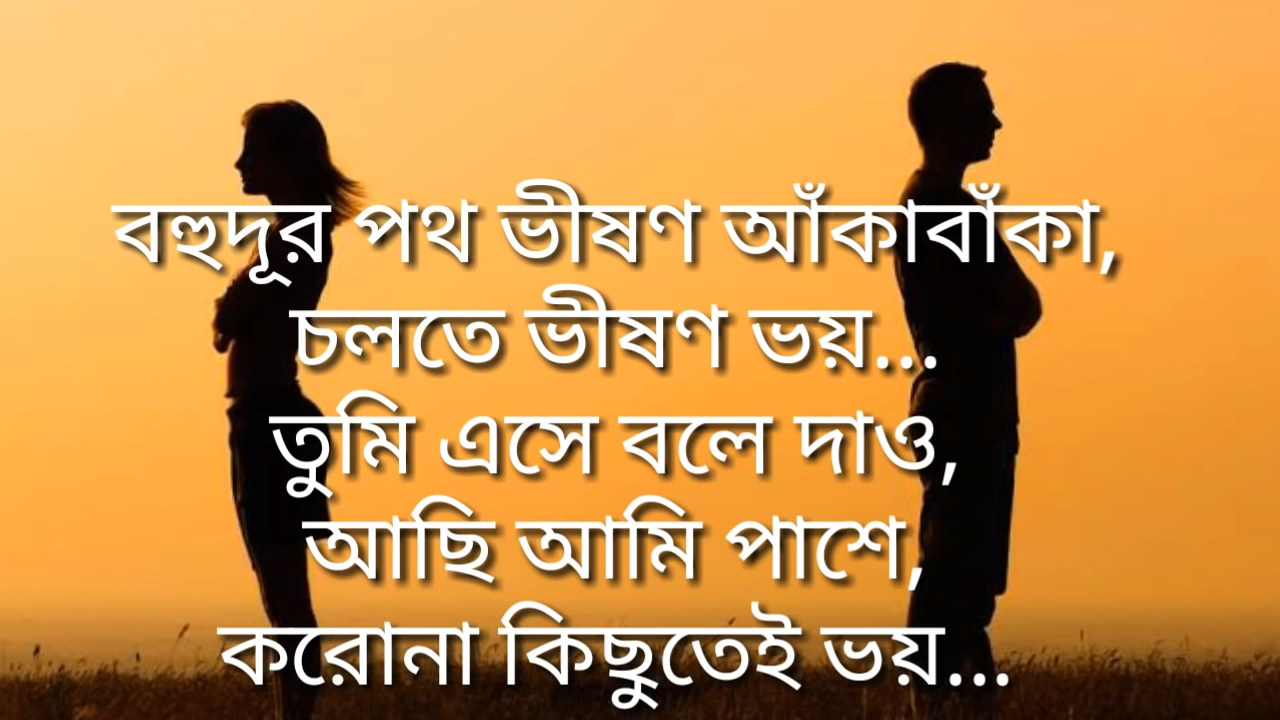 বহুদূর পথ ভীষণ আঁকাবাঁকা,
চলতে ভীষণ ভয়...
তুমি এসে বলে দাও,
আছি আমি পাশে,
করোনা কিছুতেই ভয়...